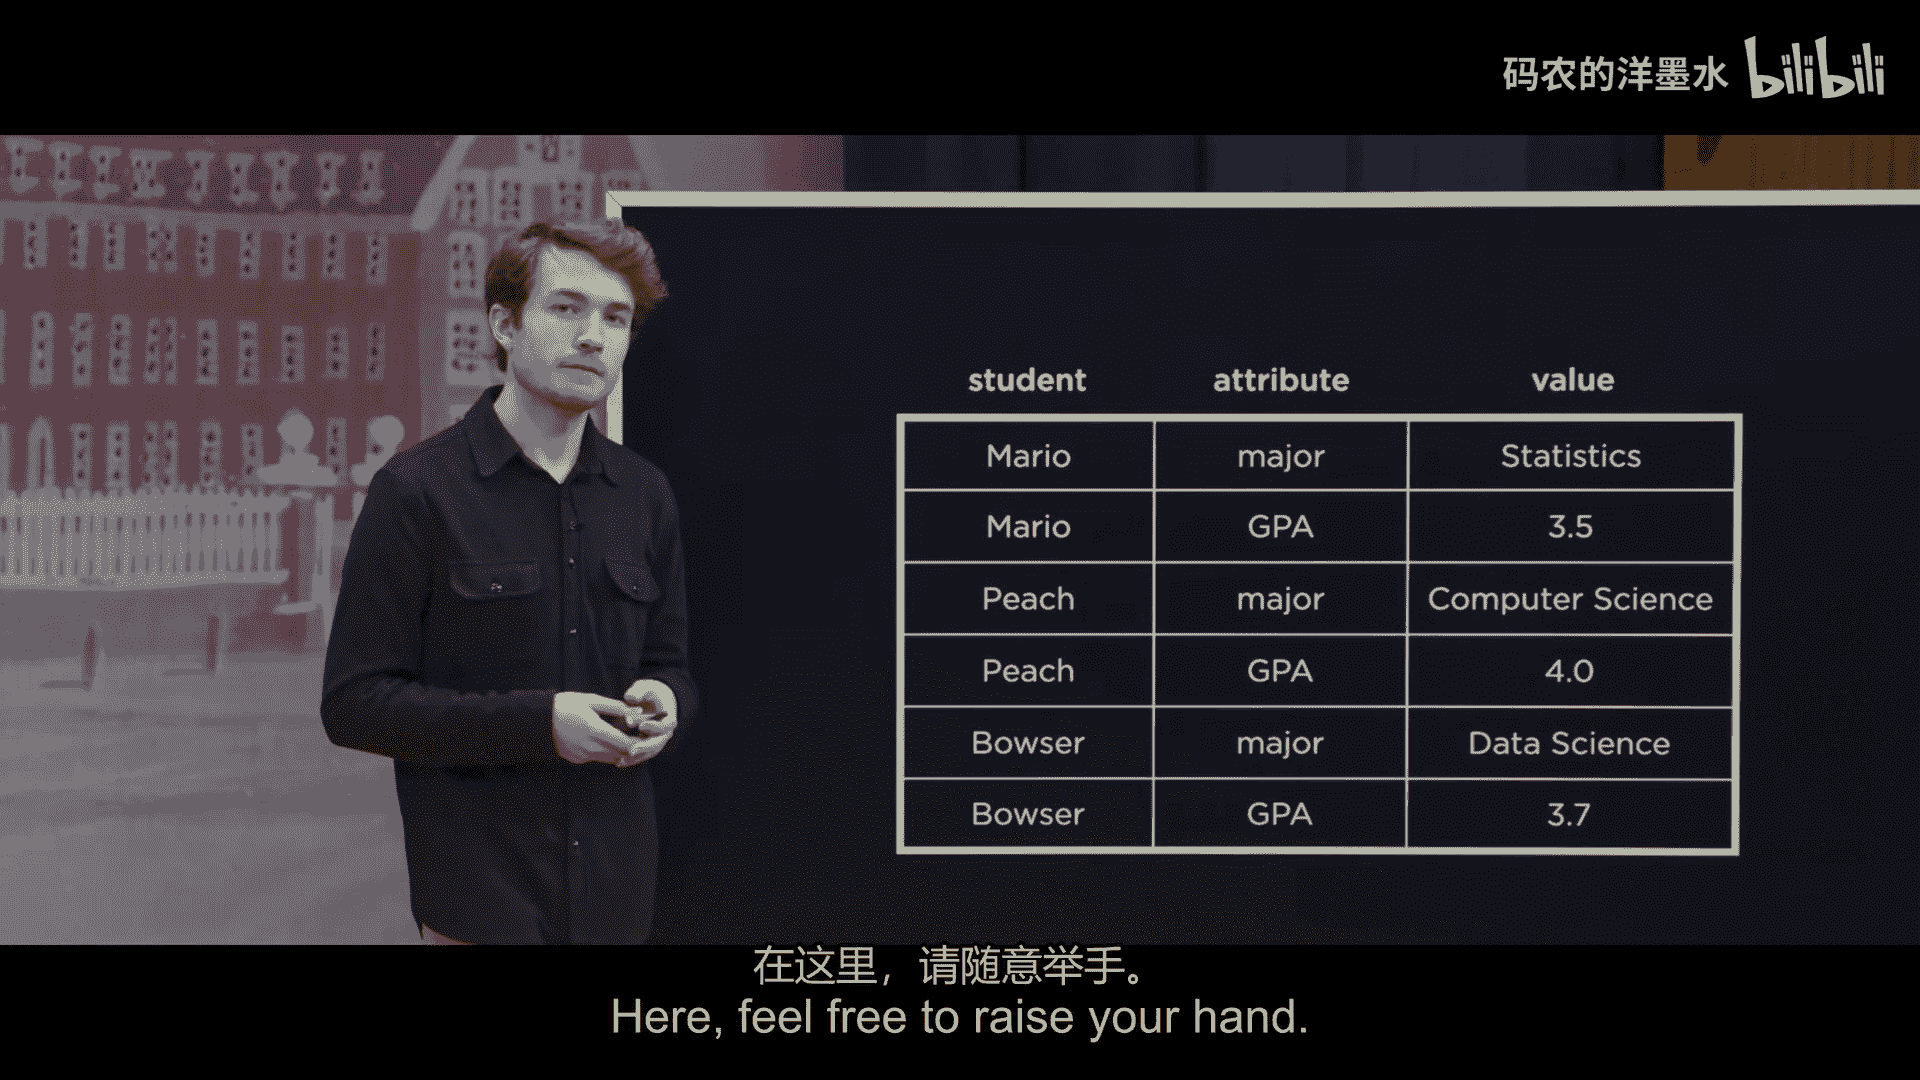 码农的洋墨水 bilibili
student attribute value
Mario major Statistics
Mario GPA 3.5
Peach major Computer Science
Peach GPA 4.0
Bowser major Data Science
Bowser GPA 3.7
在这里，请随意举手。
Here, feel free to raise your hand.